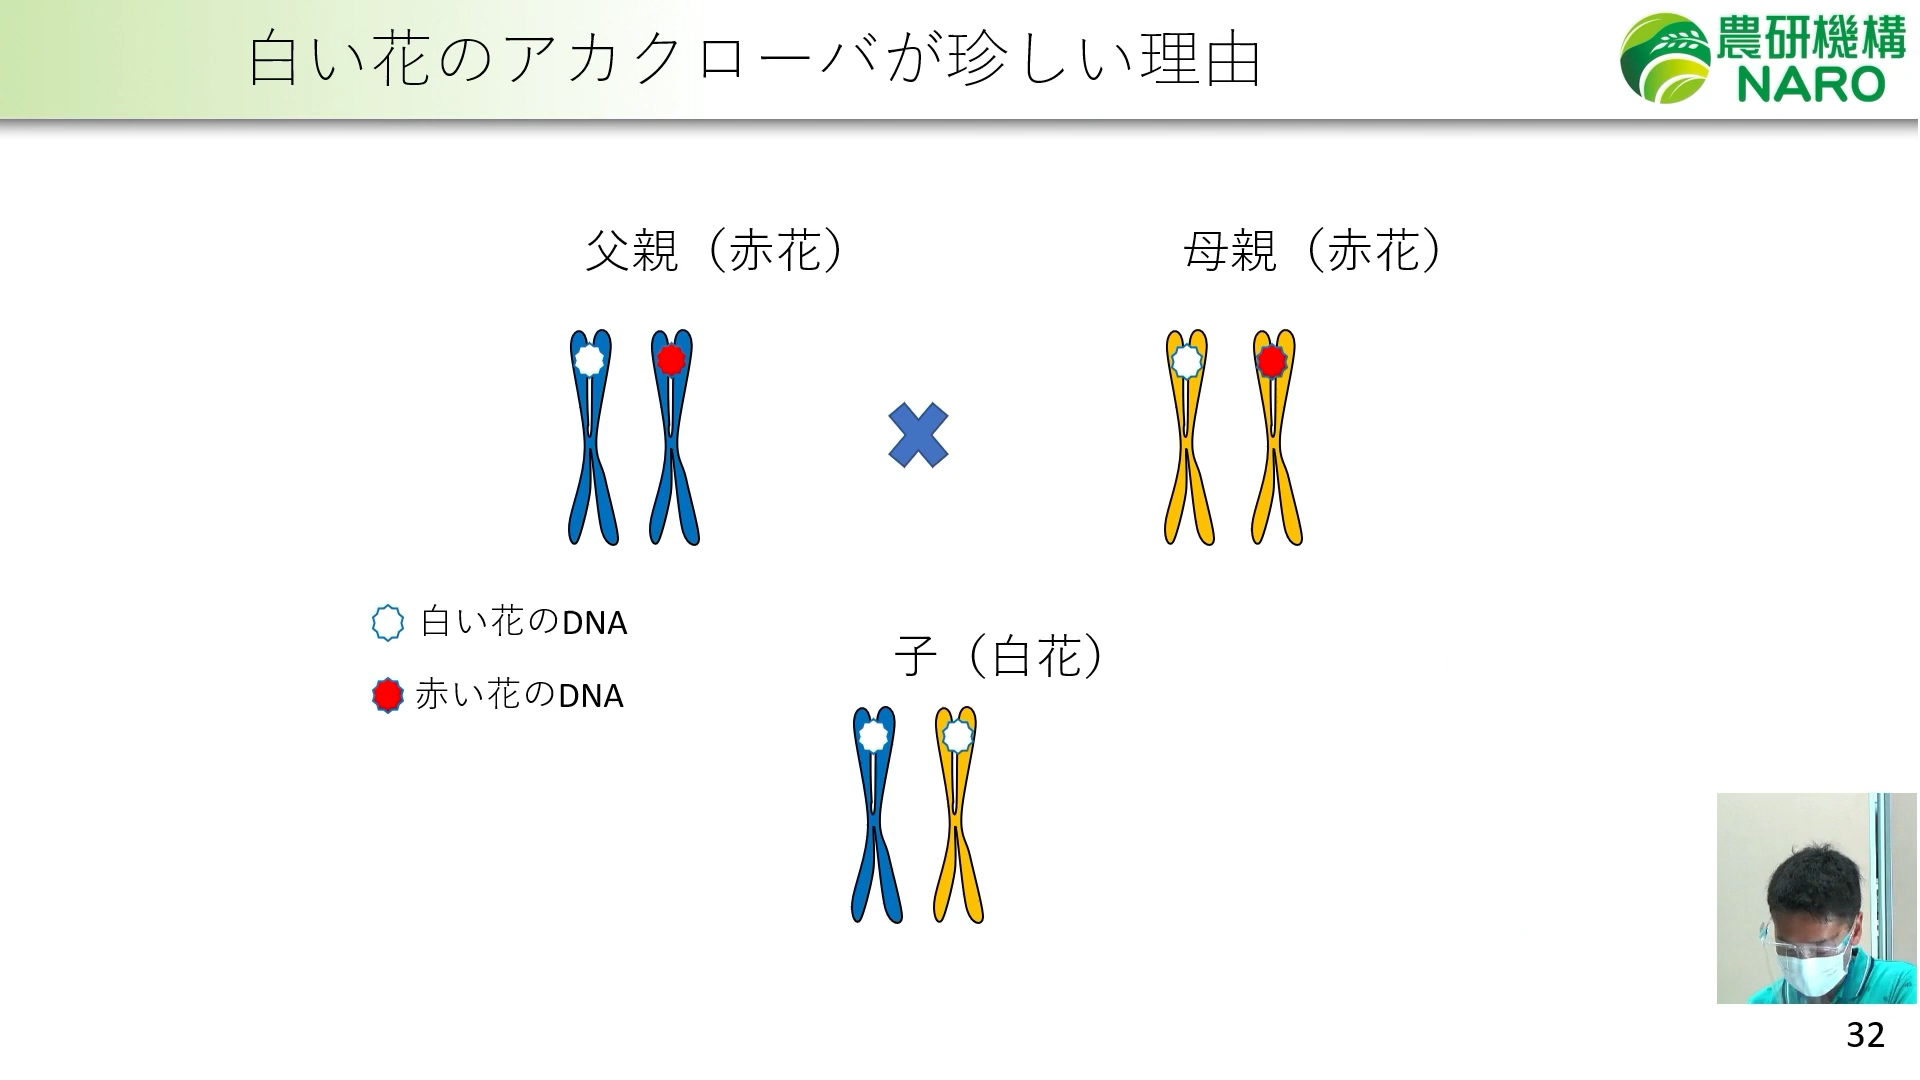 白い花のアカクローバが珍しい理由
農研機構
NARO
父親（赤花）
母親（赤花）
白い花のDNA
赤い花のDNA
子（白花）
32